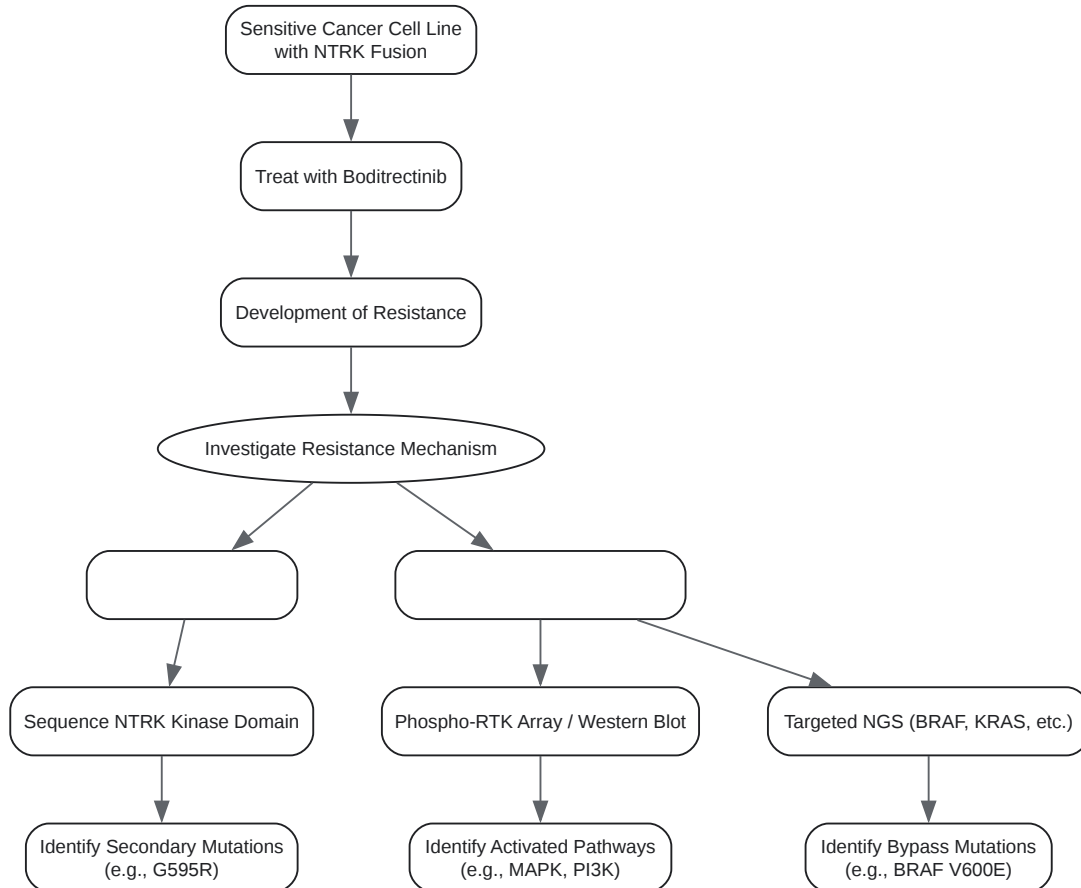 Sensitive Cancer Cell Line
with NTRK Fusion
Treat with Boditrectinib
Development of Resistance
Investigate Resistance Mechanism
Sequence NTRK Kinase Domain
Phospho-RTK Array / Western Blot
Targeted NGS (BRAF, KRAS, etc.)
Identify Secondary Mutations
(e.g., G595R)
Identify Activated Pathways
(e.g., MAPK, PI3K)
Identify Bypass Mutations
(e.g., BRAF V600E)